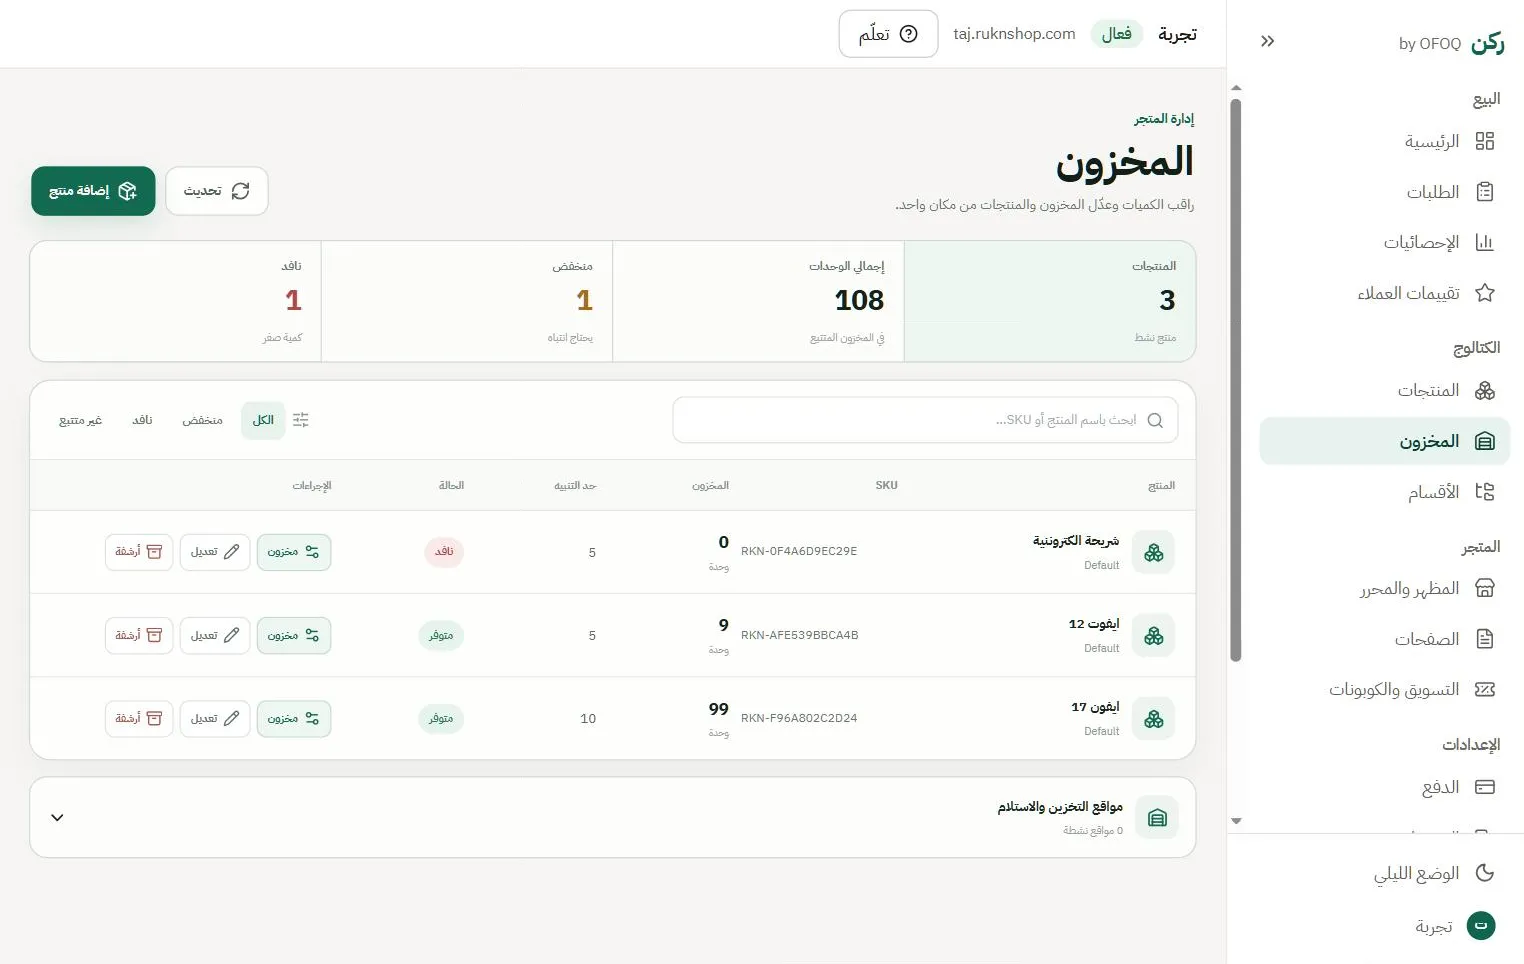 ركن by OFOQ
البيع
الرئيسية
الطلبات
الإحصائيات
تقييمات العملاء
الكتالوج
المنتجات
المخزون
الأقسام
المتجر
المظهر والمحرر
الصفحات
التسويق والكوبونات
الإعدادات
الدفع
الوضع الليلي
تجربة
تجربة فعال taj.ruknshop.com تعلّم
إدارة المتجر
المخزون
راقب الكميات وعدّل المخزون والمنتجات من مكان واحد.
تحديث إضافة منتج
المنتجات إجمالي الوحدات منخفض نافد
3 108 1 1
منتج نشط في المخزون المتتبع يحتاج انتباه كمية صفر
ابحث باسم المنتج أو SKU... الكل منخفض نافد غير متتبع
المنتج SKU المخزون حد التنبيه الحالة الإجراءات
شريحة الكتروننية RKN-0F4A6D9EC29E 0 5 نافد مخزون تعديل أرشفة
Default وحدة
ايفوت 12 RKN-AFE539BBCA4B 9 5 متوفر مخزون تعديل أرشفة
Default وحدة
ايفون 17 RKN-F96A802C2D24 99 10 متوفر مخزون تعديل أرشفة
Default وحدة
مواقع التخزين والاستلام
0 مواقع نشطة